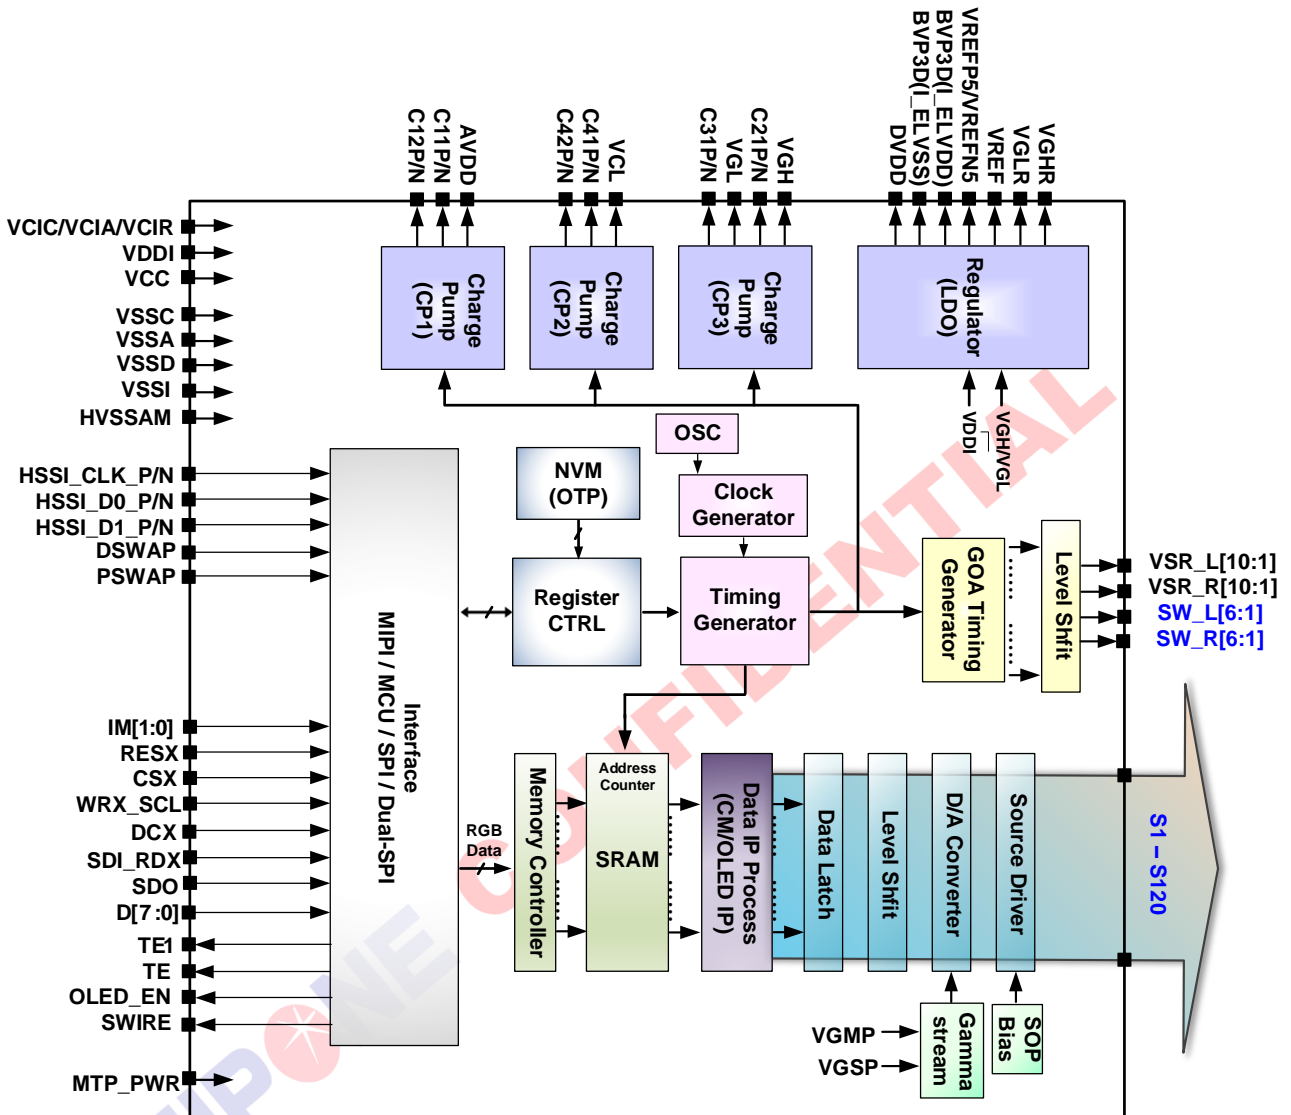 C12P/N
C11P/N
AVDD
C42P/N
C41P/N
VCL
C31P/N
VGL
C21P/N
VGH
DVDD
BVP3D(I_ELVSS)
BVP3D(I_ELVDD)
VREFP5/VREFN5
VREF
VGLR
VGHR
VCIC/VCIA/VCIR
VDDI
VCC
VSSC
VSSA
VSSD
VSSI
HVSSAM
HSSI_CLK_P/N
HSSI_D0_P/N
HSSI_D1_P/N
DSWAP
PSWAP
IM[1:0]
RESX
CSX
WRX_SCL
DCX
SDI_RDX
SDO
D[7:0]
TE1
TE
OLED_EN
SWIRE
MTP_PWR
Charge
Pump
(CP1)
Charge
Pump
(CP2)
Charge
Pump
(CP3)
Regulator
(LDO)
VDDI
VGH/VGL
OSC
NVM
(OTP)
Clock
Generator
Register
CTRL
Timing
Generator
GOA Timing
Generator
Level Shfit
VSR_L[10:1]
VSR_R[10:1]
SW_L[6:1]
SW_R[6:1]
Interface
MIPI / MCU / SPI / Dual-SPI
RGB
Data
Memory Controller
Address
Counter
SRAM
Data IP Process
(CM/OLED IP)
Data Latch
Level Shfit
D/A Converter
Source Driver
S1 – S120
VGMP
VGSP
Gamma
stream
SOP
Bias
HIPONE CONFIDENTIAL